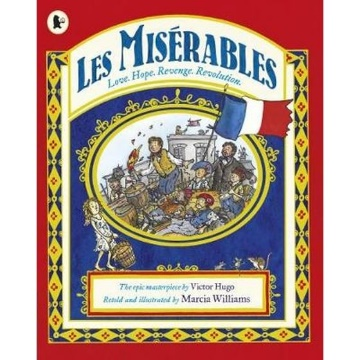 LES MISÉRABLES
Love. Hope. Revenge. Revolution.
The epic masterpiece by Victor Hugo
Retold and illustrated by Marcia Williams